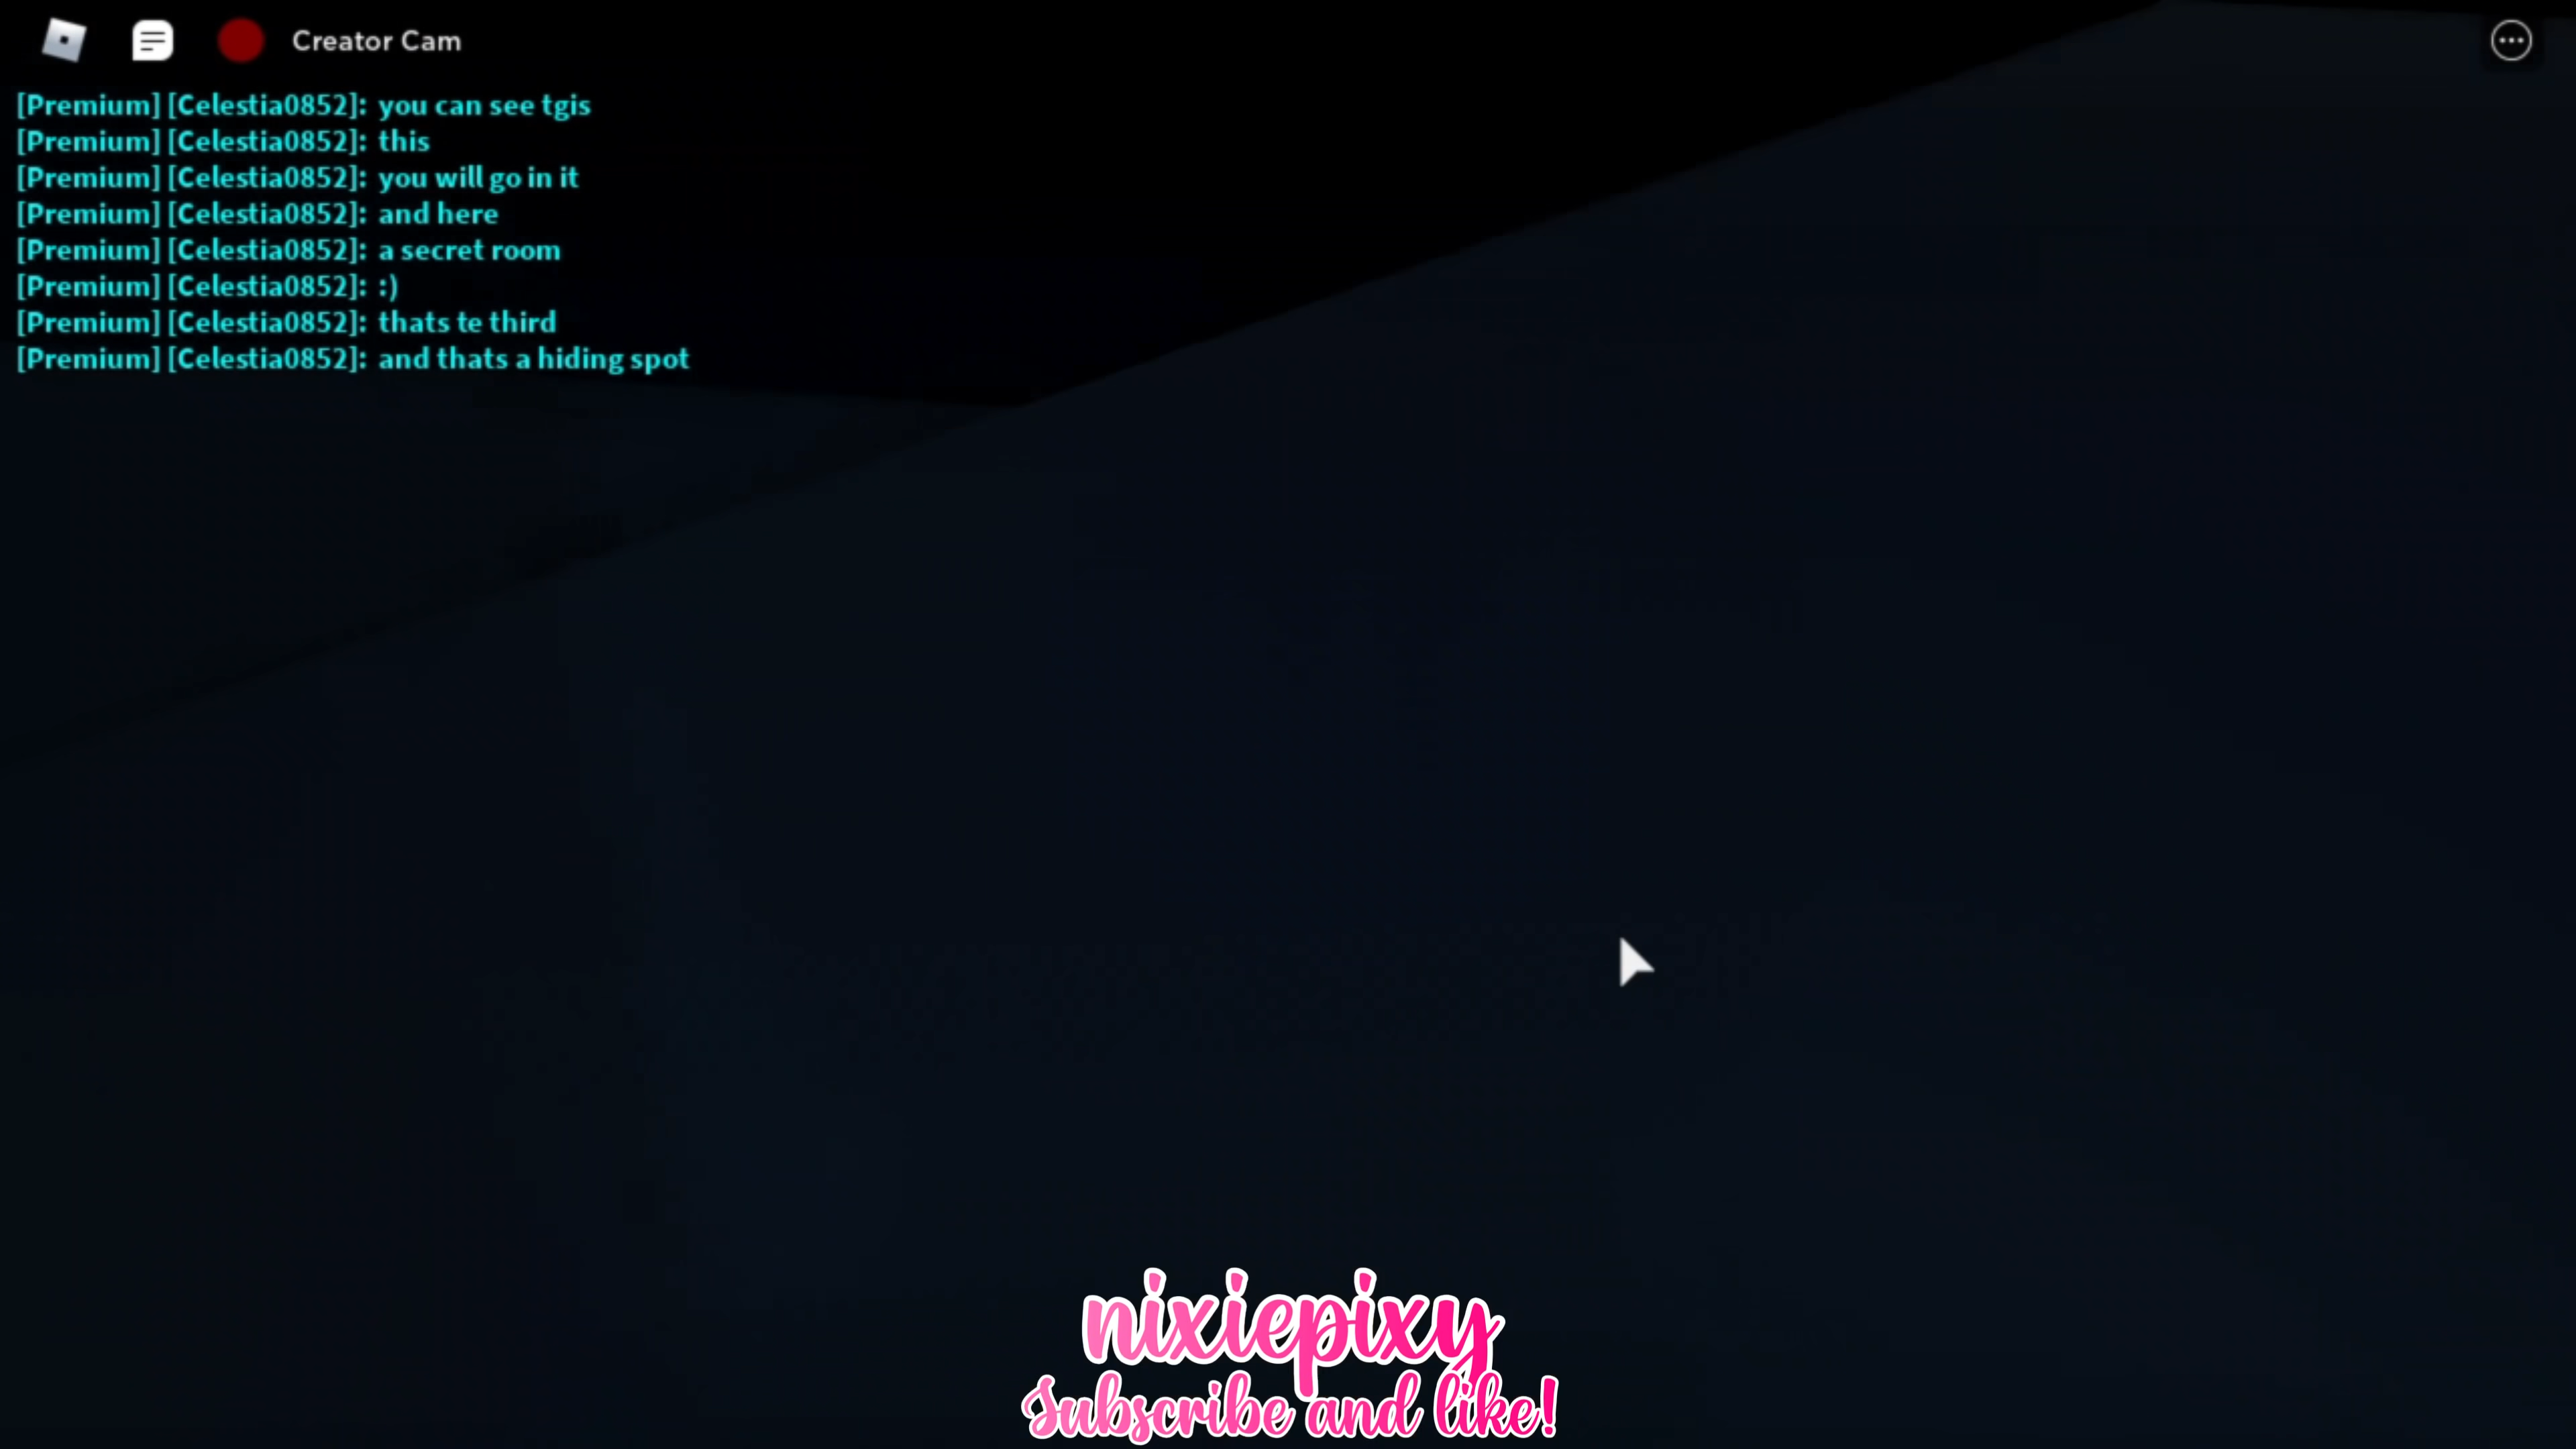 Creator Cam
[Premium] [Celestia0852]: you can see tgis
[Premium] [Celestia0852]: this
[Premium] [Celestia0852]: you will go in it
[Premium] [Celestia0852]: and here
[Premium] [Celestia0852]: a secret room
[Premium] [Celestia0852]: :)
[Premium] [Celestia0852]: thats te third
[Premium] [Celestia0852]: and thats a hiding spot
nixiepixy
Subscribe and like!